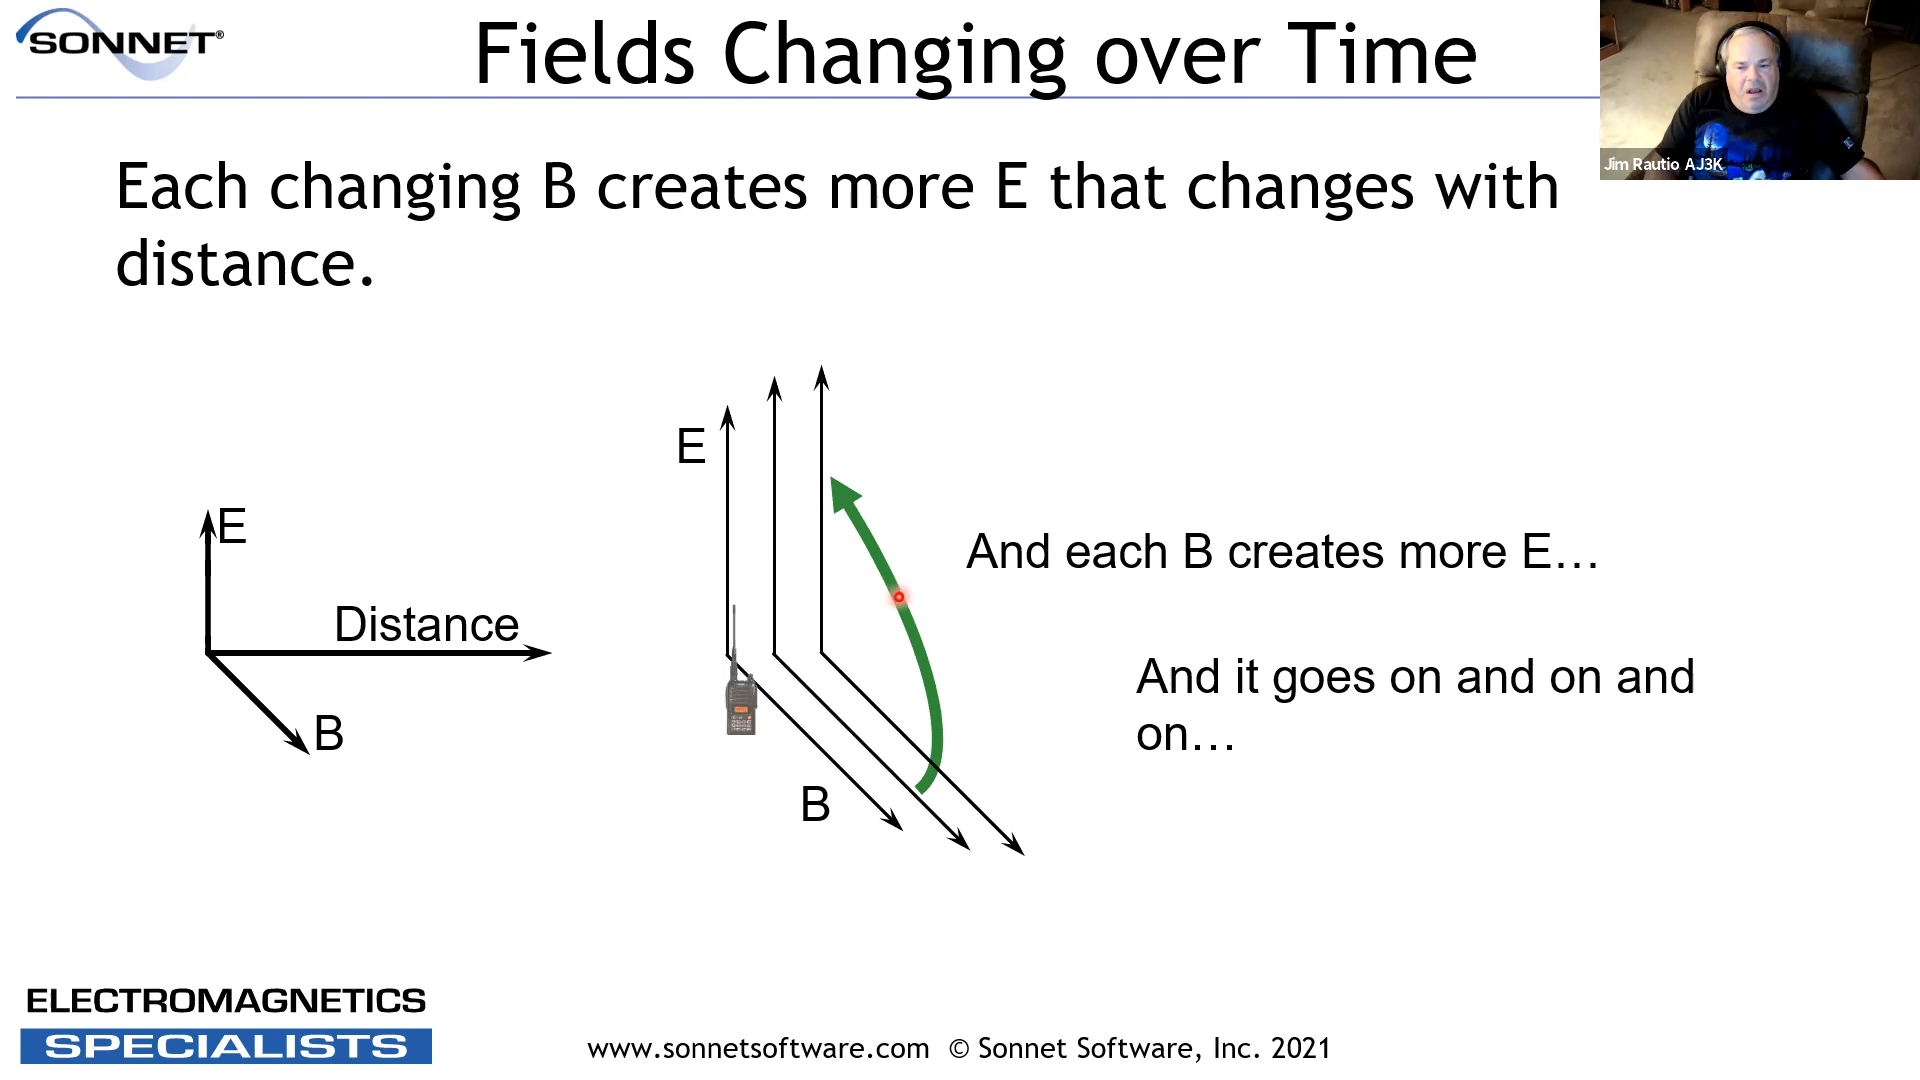 SONNET®
Fields Changing over Time
Jim Rautio AJ3K
Each changing B creates more E that changes with
distance.
E
Distance
B
E
B
And each B creates more E…
And it goes on and on and
on…
ELECTROMAGNETICS
SPECIALISTS
www.sonnetsoftware.com © Sonnet Software, Inc. 2021